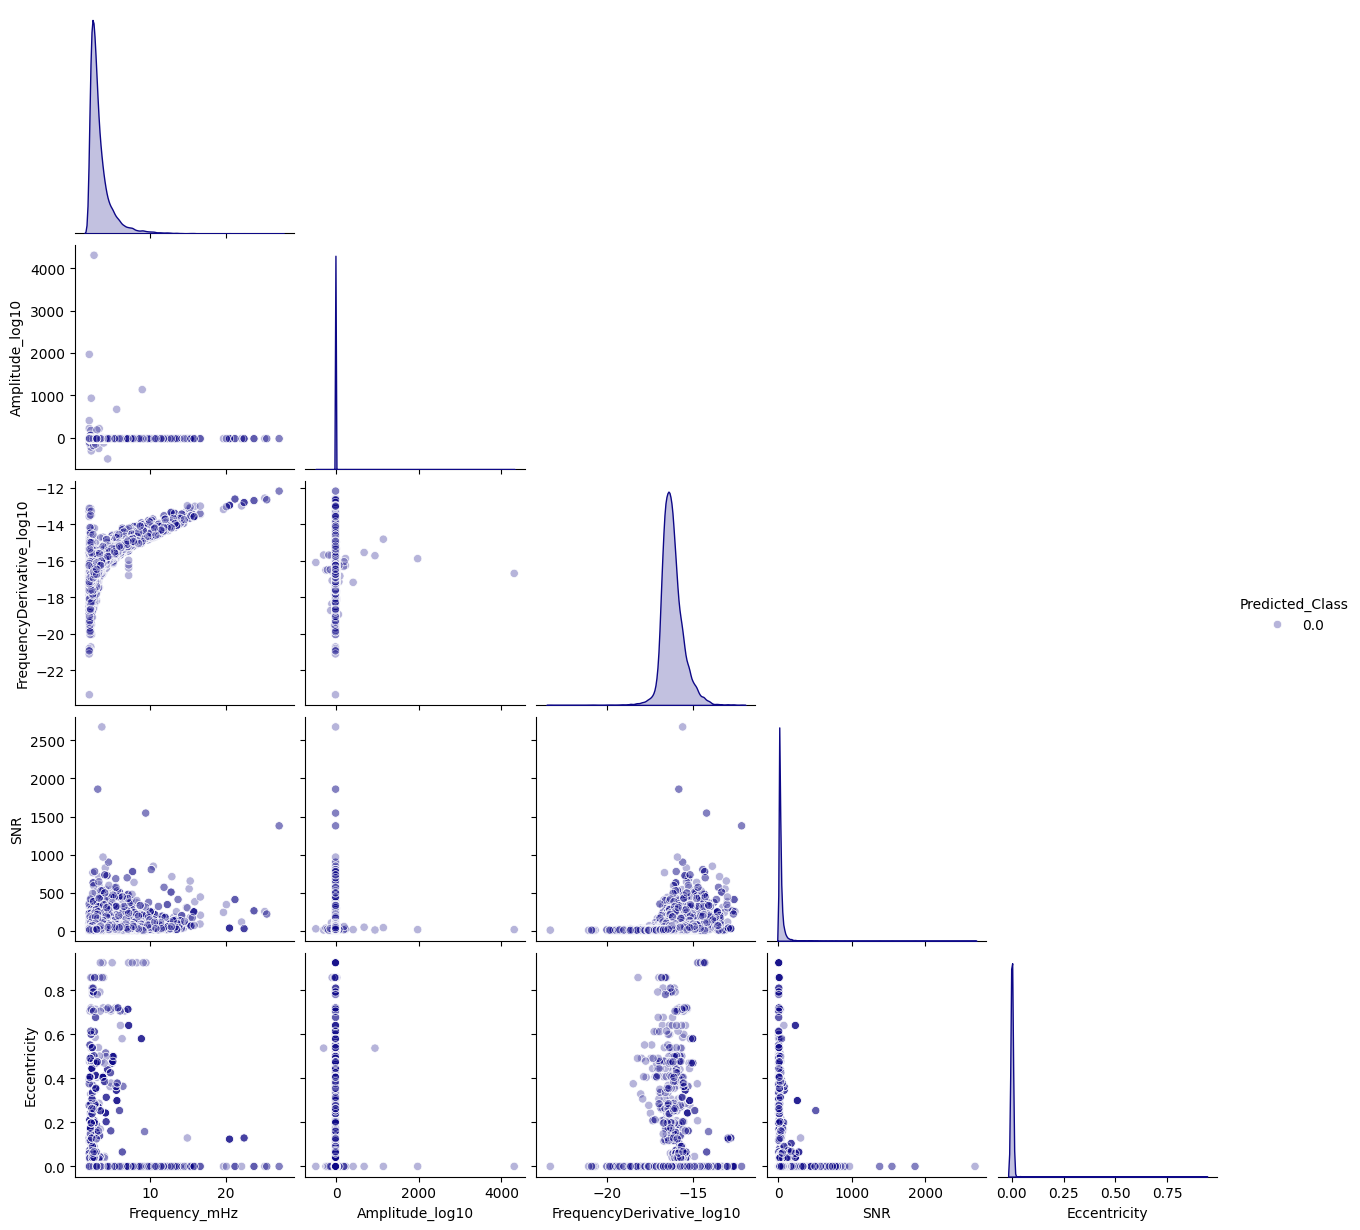 4000
3000
2000
1000
0
Amplitude_log10
−12
−14
−16
−18
−20
−22
FrequencyDerivative_log10
Predicted_Class
0.0
2500
2000
1500
1000
500
0
SNR
0.8
0.6
0.4
0.2
0.0
Eccentricity
10 20
0 2000 4000
−20 −15
0 1000 2000
0.00 0.25 0.50 0.75
Frequency_mHz
Amplitude_log10
FrequencyDerivative_log10
SNR
Eccentricity